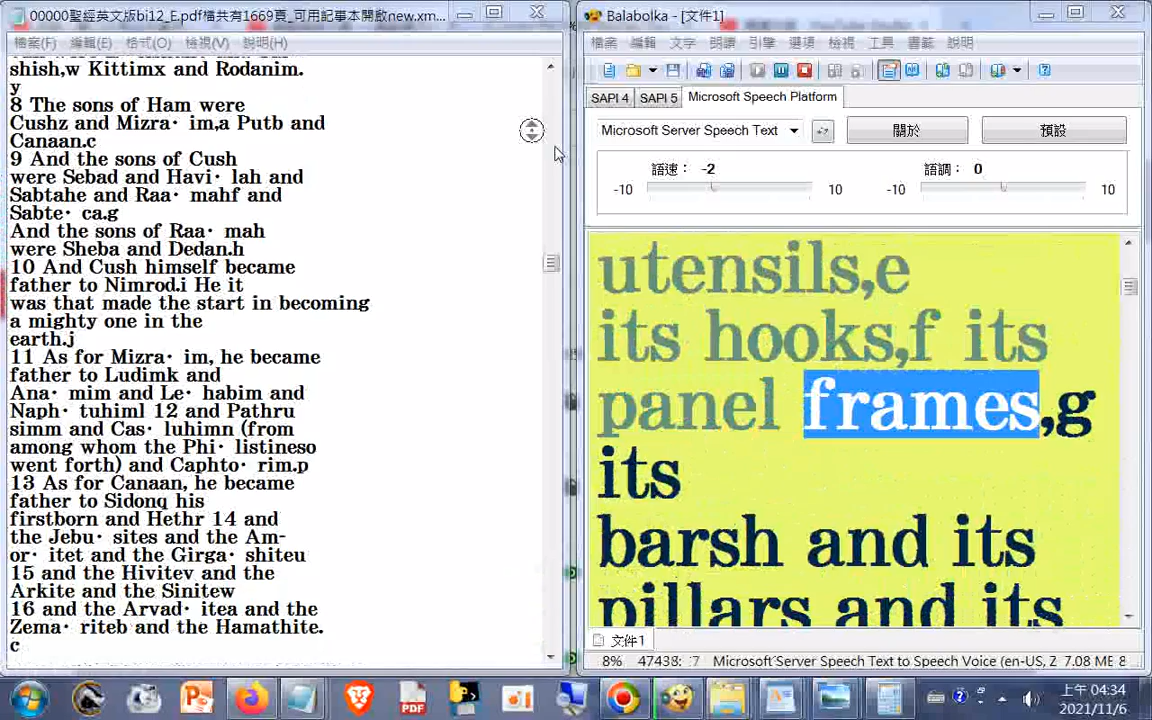 00000聖經英文版bi12_E.pdf檔共有1669頁_可用記事本開啟new.xm...
檔案(F) 編輯(E) 格式(O) 檢視(V) 說明(H)
shish,w Kittimx and Rodanim.
y
8 The sons of Ham were
Cushz and Mizra· im,a Putb and
Canaan.c
9 And the sons of Cush
were Sebad and Havi· lah and
Sabtahe and Raa· mahf and
Sabte· ca.g
And the sons of Raa· mah
were Sheba and Dedan.h
10 And Cush himself became
father to Nimrod.i He it
was that made the start in becoming
a mighty one in the
earth.j
11 As for Mizra· im, he became
father to Ludimk and
Ana· mim and Le· habim and
Naph· tuhiml 12 and Pathru
simm and Cas· luhimn (from
among whom the Phi· listineso
went forth) and Caphto· rim.p
13 As for Canaan, he became
father to Sidonq his
firstborn and Hethr 14 and
the Jebu· sites and the Am-
or· itet and the Girga· shiteu
15 and the Hivitev and the
Arkite and the Sinitew
16 and the Arvad· itea and the
Zema· riteb and the Hamathite.
c
Balabolka - [文件1]
檔案 編輯 文字 朗讀 引擎 選項 檢視 工具 書籤 說明
SAPI 4 SAPI 5 Microsoft Speech Platform
Microsoft Server Speech Text 關於 預設
語速： -2 語調： 0
-10 10 -10 10
utensils,e
its hooks,f its
panel frames,g
its
barsh and its
pillars and its
文件1
8% 47438: Microsoft Server Speech Text to Speech Voice (en-US, Z 7.08 MB 8
PDF
上午 04:34
2021/11/6